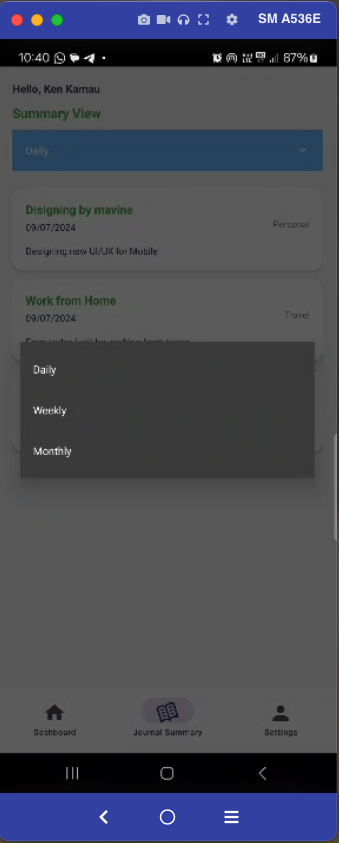 SM A536E
10:40
87%
Hello, Ken Kamau
Summary View
Daily
Disigning by mavine
09/07/2024
Personal
Designing new UI/UX for Mobile
Work from Home
09/07/2024
Travel
Daily
Weekly
Monthly
Dashboard
Journal Summary
Settings